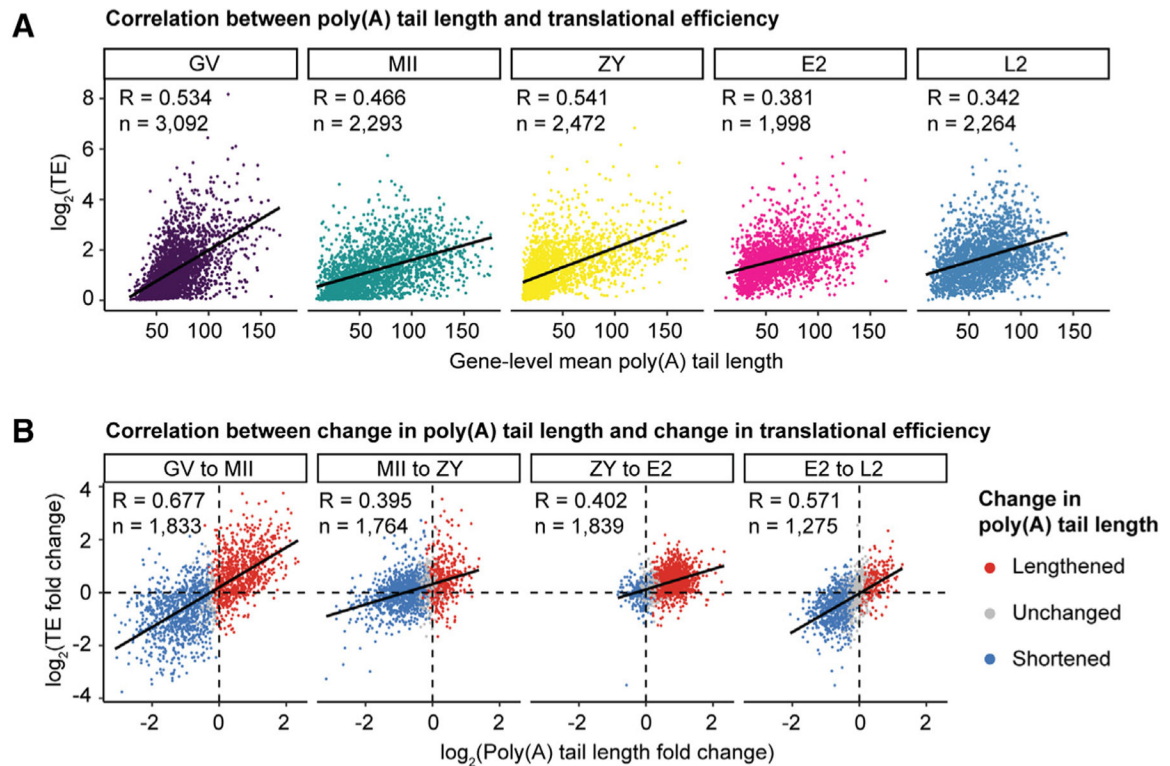 A
Correlation between poly(A) tail length and translational efficiency
GV MII ZY E2 L2
R = 0.534 R = 0.466 R = 0.541 R = 0.381 R = 0.342
n = 3,092 n = 2,293 n = 2,472 n = 1,998 n = 2,264
log2(TE)
8
6
4
2
0
50 100 150 50 100 150 50 100 150 50 100 150 50 100 150
Gene-level mean poly(A) tail length
B
Correlation between change in poly(A) tail length and change in translational efficiency
GV to MII MII to ZY ZY to E2 E2 to L2
R = 0.677 R = 0.395 R = 0.402 R = 0.571
n = 1,833 n = 1,764 n = 1,839 n = 1,275
log2(TE fold change)
4
2
0
-2
-4
-2 0 2 -2 0 2 -2 0 2 -2 0 2
log2(Poly(A) tail length fold change)
Change in
poly(A) tail length
Lengthened
Unchanged
Shortened